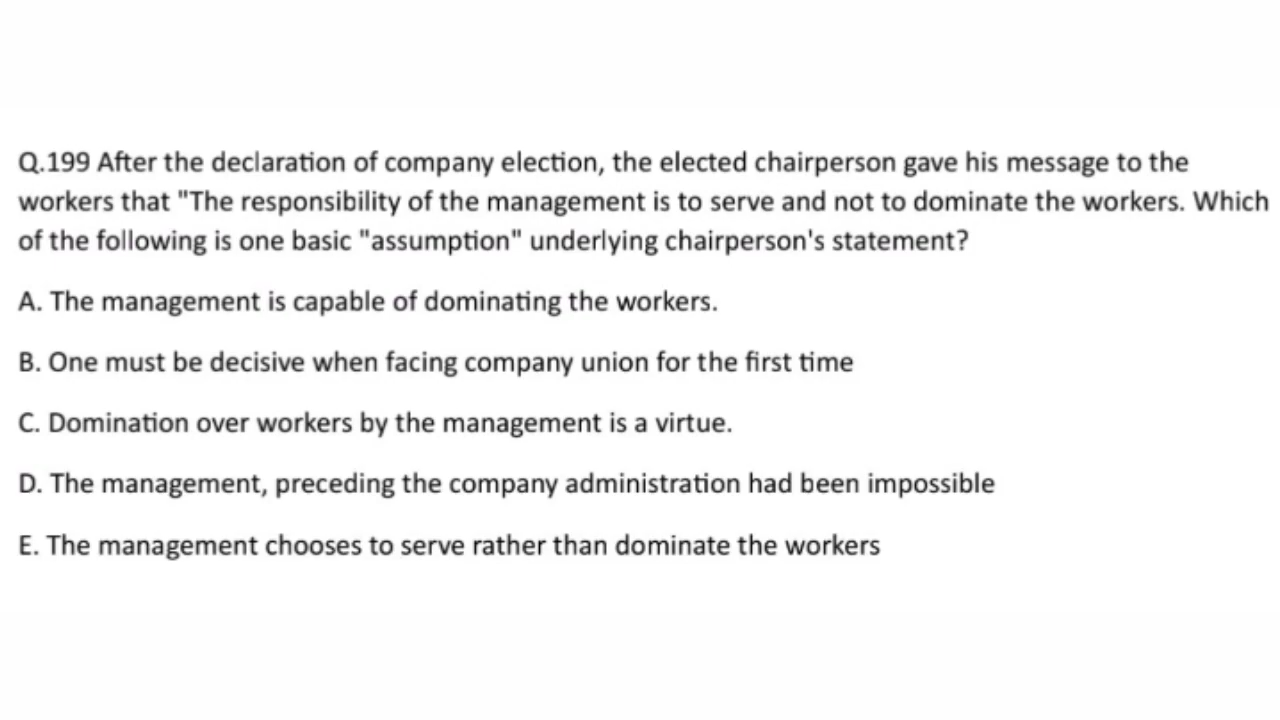 Q.199 After the declaration of company election, the elected chairperson gave his message to the
workers that "The responsibility of the management is to serve and not to dominate the workers. Which
of the following is one basic "assumption" underlying chairperson's statement?
A. The management is capable of dominating the workers.
B. One must be decisive when facing company union for the first time
C. Domination over workers by the management is a virtue.
D. The management, preceding the company administration had been impossible
E. The management chooses to serve rather than dominate the workers